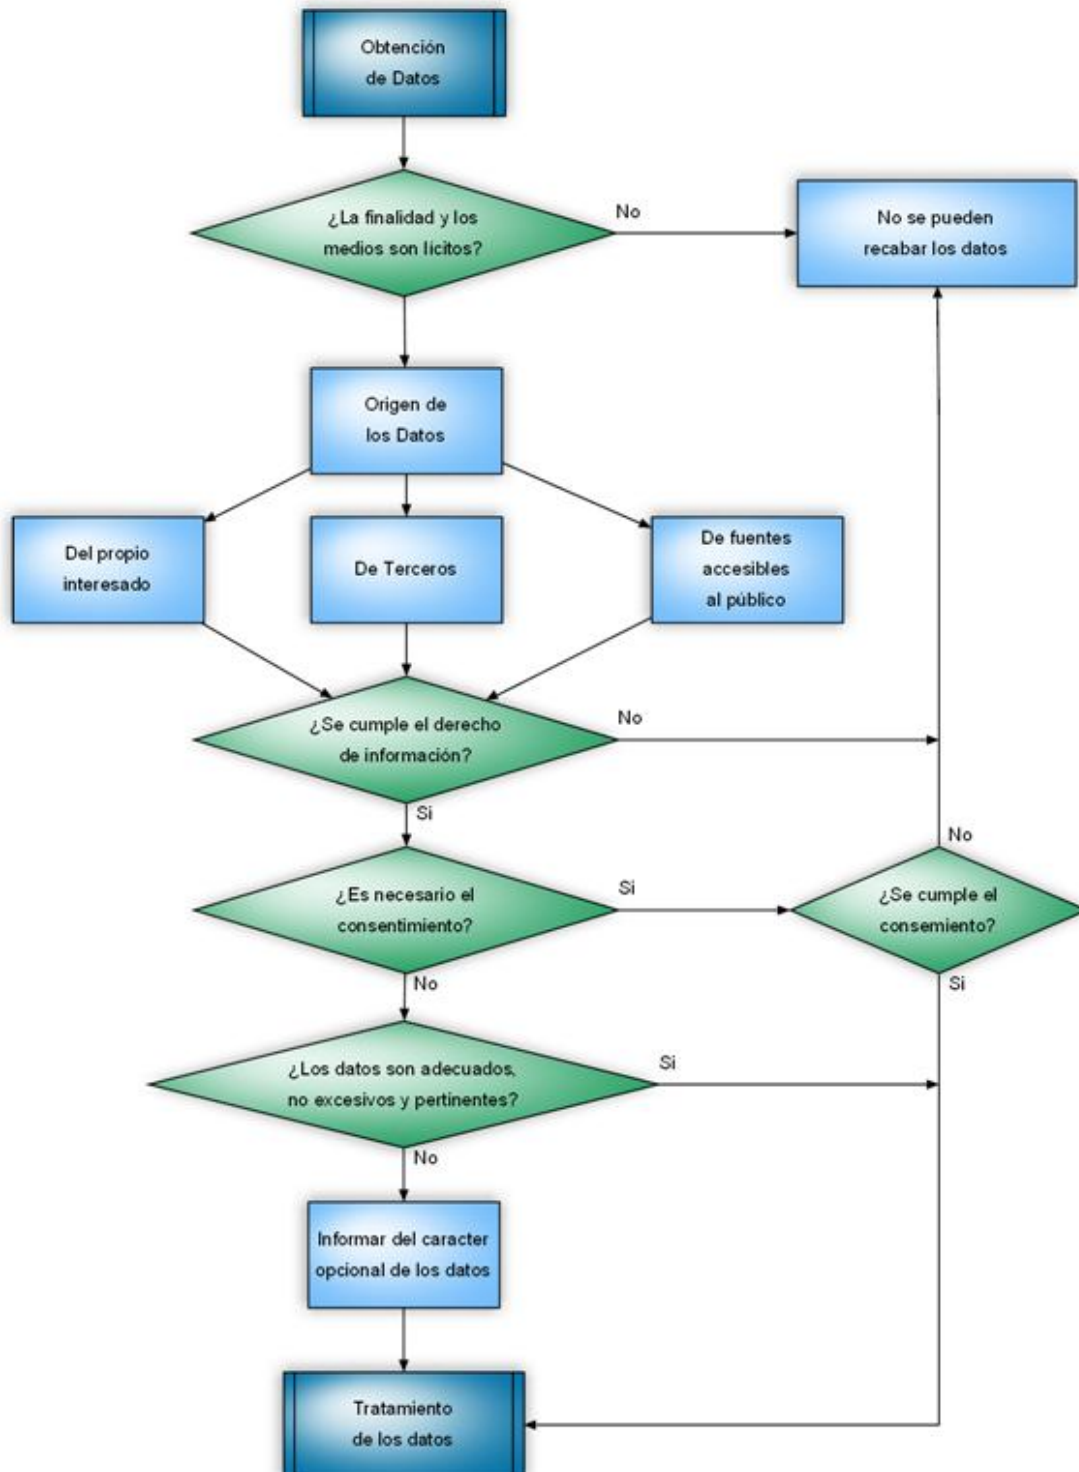 Obtención
de Datos
¿La finalidad y los
medios son lícitos?
No
No se pueden
recabar los datos
Origen de
los Datos
Del propio
interesado
De Terceros
De fuentes
accesibles
al público
¿Se cumple el derecho
de información?
No
Si
¿Es necesario el
consentimiento?
Si
No
¿Se cumple el
consemiento?
No
Si
¿Los datos son adecuados,
no excesivos y pertinentes?
Si
No
Informar del caracter
opcional de los datos
Tratamiento
de los datos